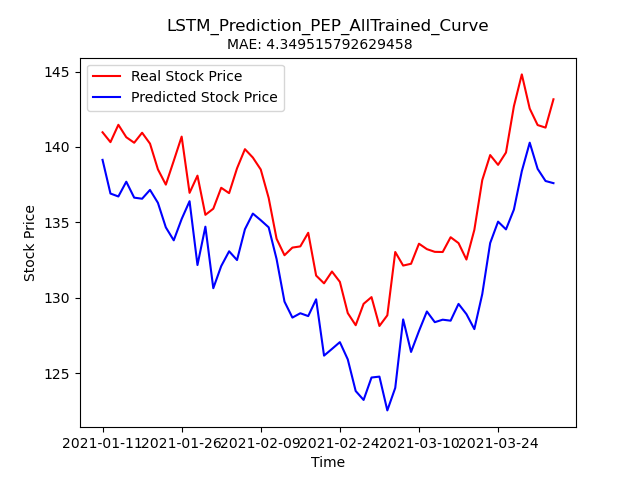 LSTM_Prediction_PEP_AllTrained_Curve
MAE: 4.349515792629458
Real Stock Price
Predicted Stock Price
145
140
135
130
125
Stock Price
2021-01-11 2021-01-26 2021-02-09 2021-02-24 2021-03-10 2021-03-24
Time